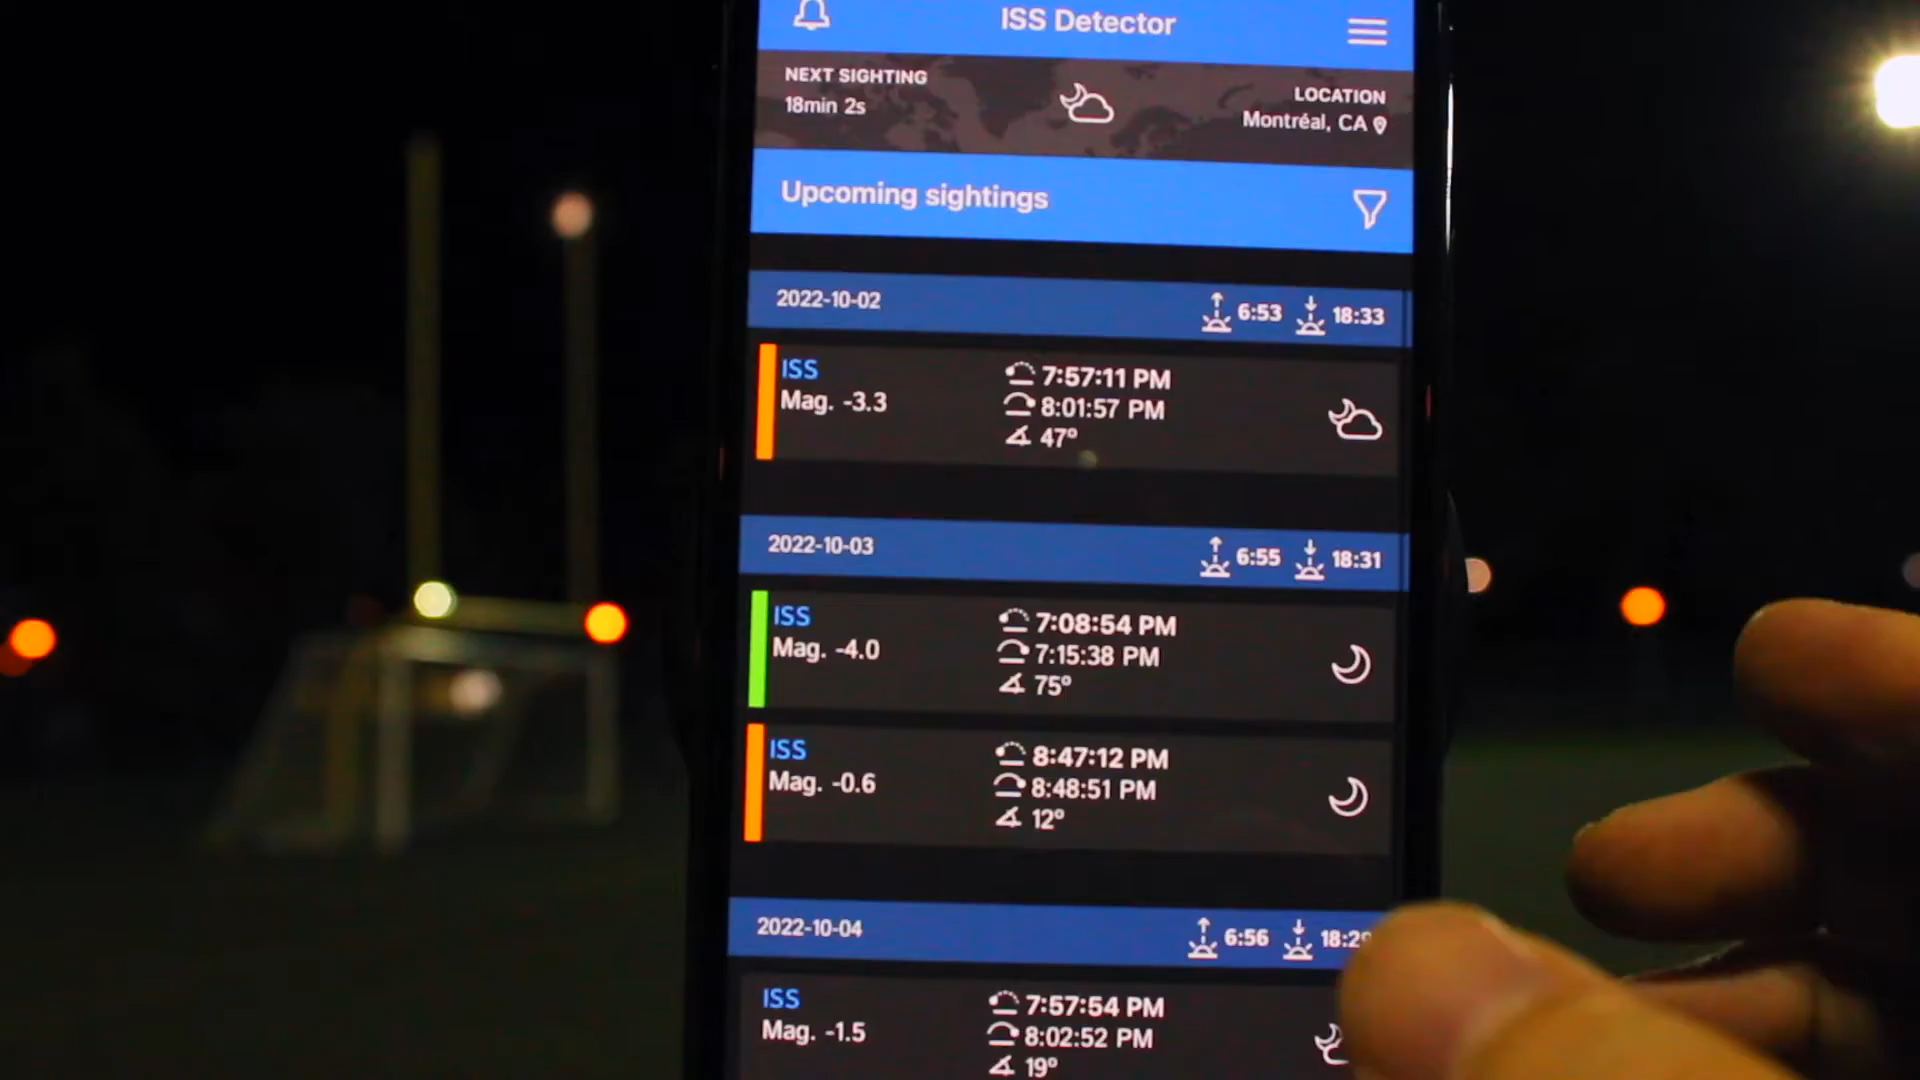 ISS Detector
NEXT SIGHTING
18min 2s
LOCATION
Montréal, CA
Upcoming sightings
2022-10-02 6:53 18:33
ISS
Mag. -3.3
7:57:11 PM
8:01:57 PM
47°
2022-10-03 6:55 18:31
ISS
Mag. -4.0
7:08:54 PM
7:15:38 PM
75°
ISS
Mag. -0.6
8:47:12 PM
8:48:51 PM
12°
2022-10-04 6:56
ISS
Mag. -1.5
7:57:54 PM
8:02:52 PM
19°